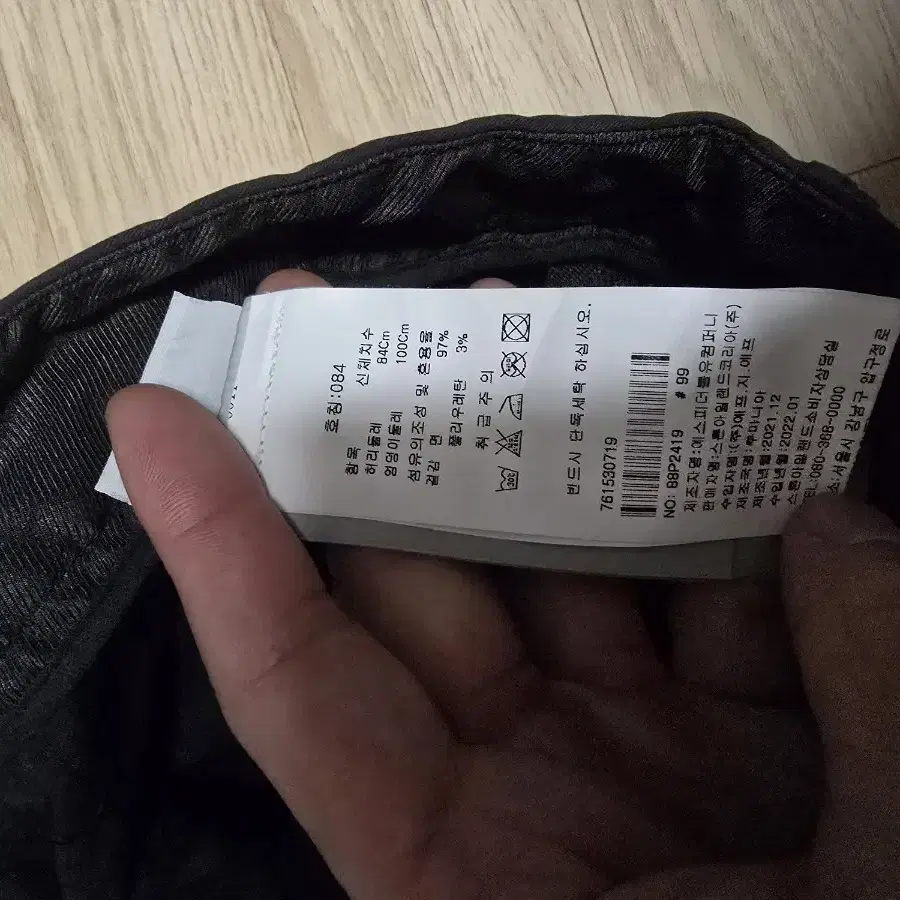 호칭:084
항목 신체치수
허리둘레 84Cm
엉덩이둘레 100Cm
섬유의조성 및 혼용율
겉감 면 97%
폴리우레탄 3%
취 급 주 의
30℃
반드시 단독세탁 하십시오.
761530719
NO: B8P24119 # 99
제조자명:에스피더블유컴퍼니
판매자명:스톤아일랜드코리아(주)
수입자명:(주)에프.지.에프
제조국명:루마니아
제조년월:2021.12
수입년월:2022.01
스톤아일랜드소비자상담실
TEL:080-968-0000
소:서울시 강남구 압구정로